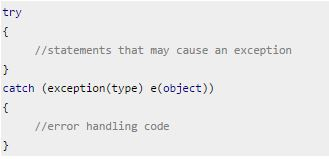 try
{
//statements that may cause an exception
}
catch (exception(type) e(object))
{
//error handling code
}